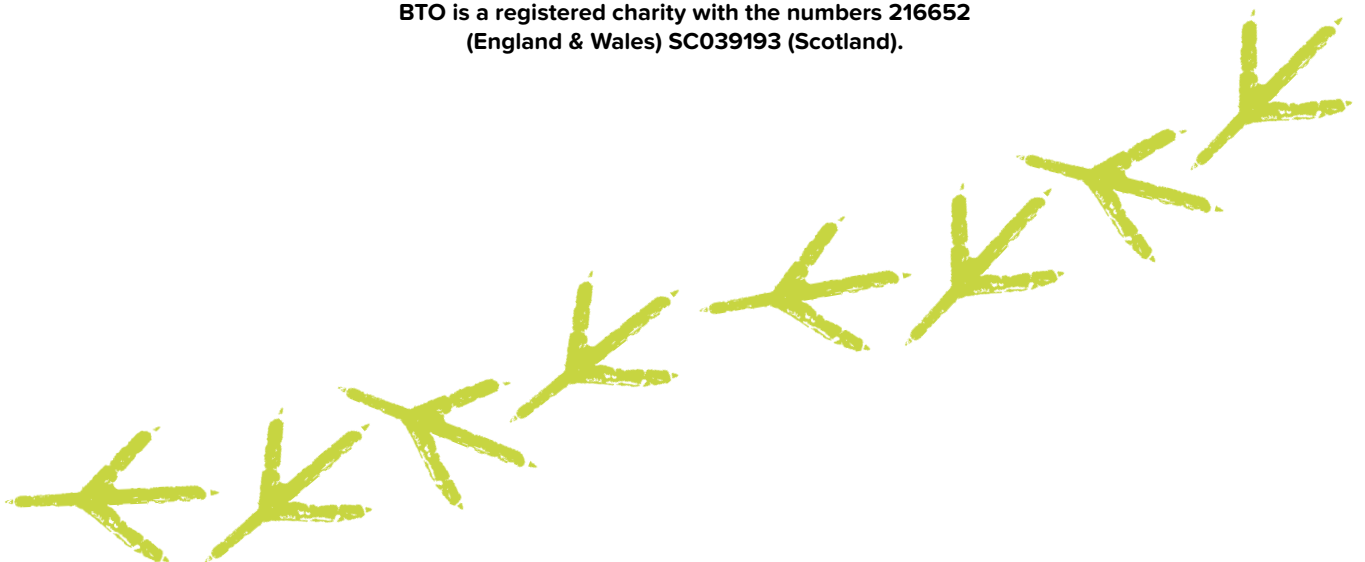 BTO is a registered charity with the numbers 216652
(England & Wales) SC039193 (Scotland).